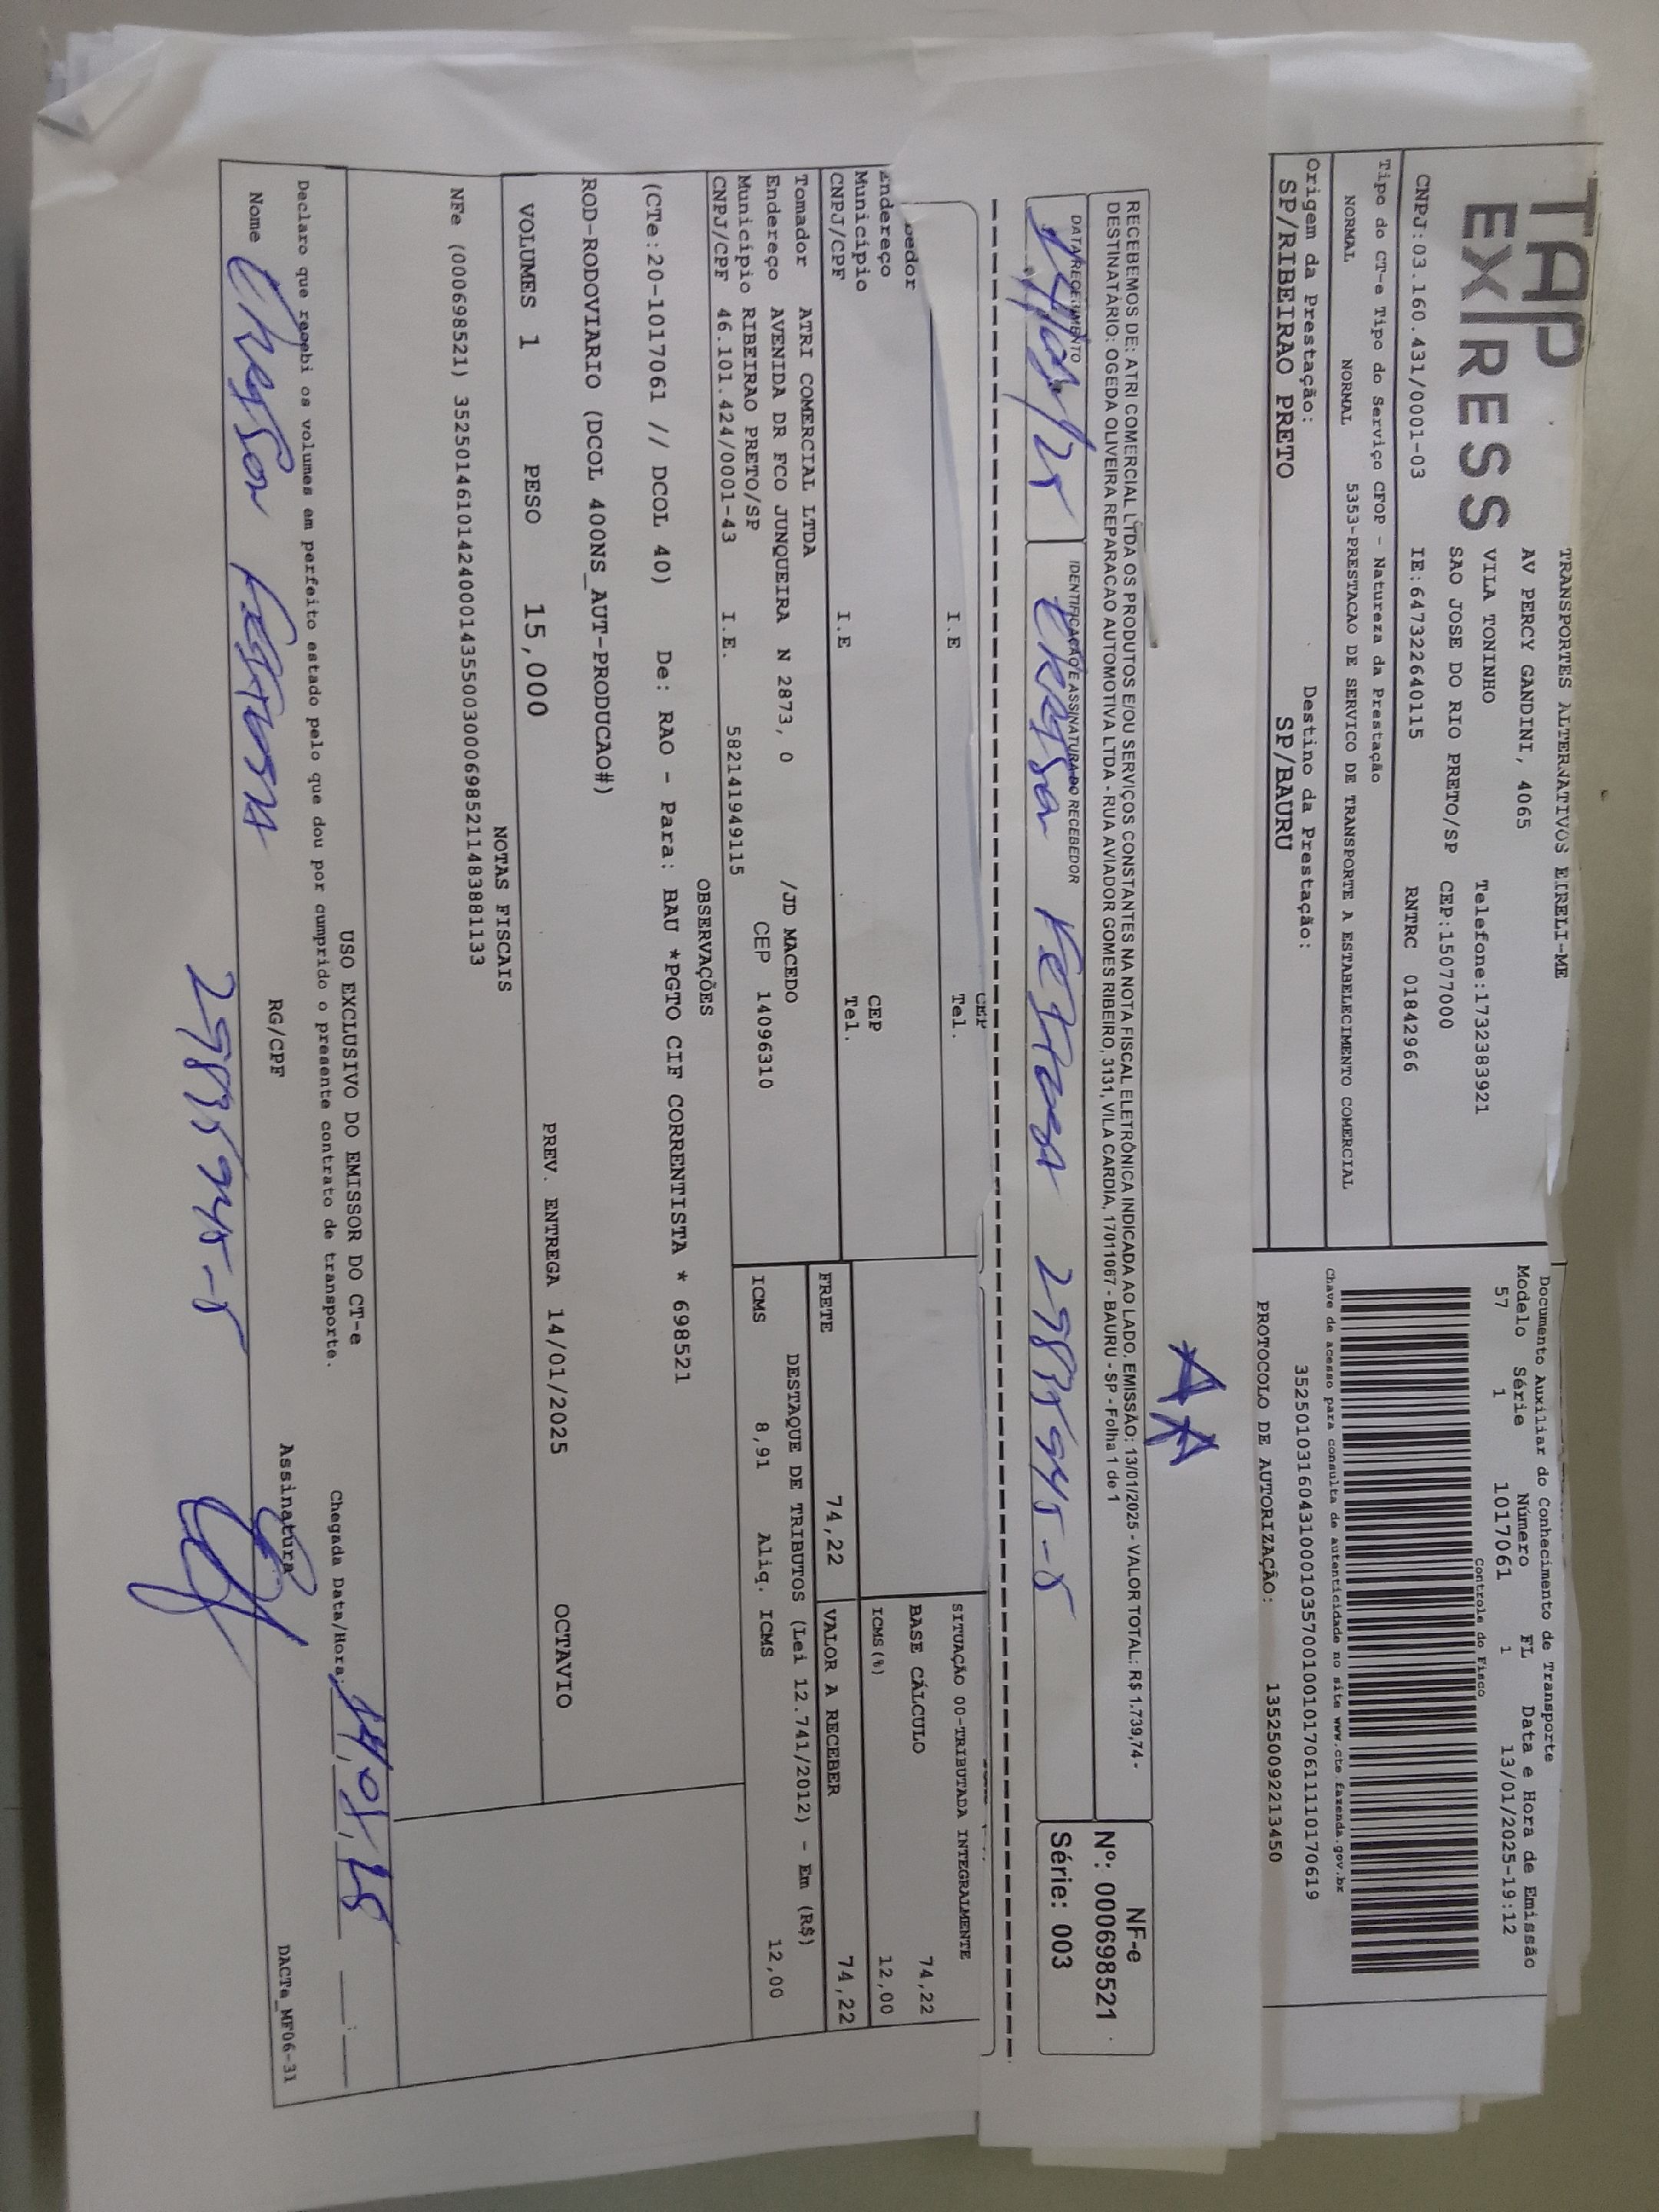 TAP
EXPRESS
TRANSPORTES ALTERNATIVOS EIRELI-ME
AV PERCY GANDINI, 4065
VILA TONINHO Telefone:1732383921
SAO JOSE DO RIO PRETO/SP CEP:15077000
CNPJ:03.160.431/0001-03 IE:647322640115 RNTRC 01842966
Tipo do CT-e Tipo do Serviço CFOP - Natureza da Prestação
NORMAL NORMAL 5353-PRESTACAO DE SERVICO DE TRANSPORTE A ESTABELECIMENTO COMERCIAL
Origem da Prestação: Destino da Prestação:
SP/RIBEIRAO PRETO SP/BAURU
Documento Auxiliar do Conhecimento de Transporte
Modelo Série Número FL Data e Hora de Emissão
57 1 1017061 1 13/01/2025-19:12
Controle do Fisco
Chave de acesso para consulta de autenticidade no site www.cte.fazenda.gov.br
35250103160431000103570010010170611110170619
PROTOCOLO DE AUTORIZAÇÃO: 135250092213450
AA
RECEBEMOS DE: ATRI COMERCIAL LTDA OS PRODUTOS E/OU SERVIÇOS CONSTANTES NA NOTA FISCAL ELETRÔNICA INDICADA AO LADO. EMISSÃO: 13/01/2025 - VALOR TOTAL: R$ 1.739,74 -
DESTINATÁRIO: OGEDA OLIVEIRA REPARACAO AUTOMOTIVA LTDA - RUA AVIADOR GOMES RIBEIRO, 3131, VILA CARDIA, 17011067 - BAURU - SP - Folha 1 de 1
DATA RECEBIMENTO IDENTIFICAÇÃO E ASSINATURA DO RECEBEDOR
14/01/25
NF-e
Nº: 000698521
Série: 003
bedor I.E CEP
Tel.
Endereço
Município CEP
CNPJ/CPF I.E Tel.
SITUAÇÃO 00-TRIBUTADA INTEGRALMENTE
BASE CÁLCULO 74,22
ICMS(%) 12,00
FRETE 74,22 VALOR A RECEBER 74,22
Tomador ATRI COMERCIAL LTDA
Endereço AVENIDA DR FCO JUNQUEIRA N 2873, 0 /JD MACEDO
Município RIBEIRAO PRETO/SP CEP 14096310
CNPJ/CPF 46.101.424/0001-43 I.E. 582141949115
DESTAQUE DE TRIBUTOS (Lei 12.741/2012) - Em (R$)
ICMS 8,91 Aliq. ICMS 12,00
OBSERVAÇÕES
(CTe:20-1017061 // DCOL 40) De: RAO - Para: BAU *PGTO CIF CORRENTISTA * 698521
ROD-RODOVIARIO (DCOL 400NS_AUT-PRODUCAO#)
VOLUMES 1 PESO 15,000 PREV. ENTREGA 14/01/2025 OCTAVIO
NOTAS FISCAIS
NFe (000698521) 35250146101424000143550030006985211483881133
USO EXCLUSIVO DO EMISSOR DO CT-e
Declaro que recebi os volumes em perfeito estado pelo que dou por cumprido o presente contrato de transporte. Chegada Data/Hora: 14/01/25 __:__
Nome RG/CPF Assinatura DACTe_MF06-31